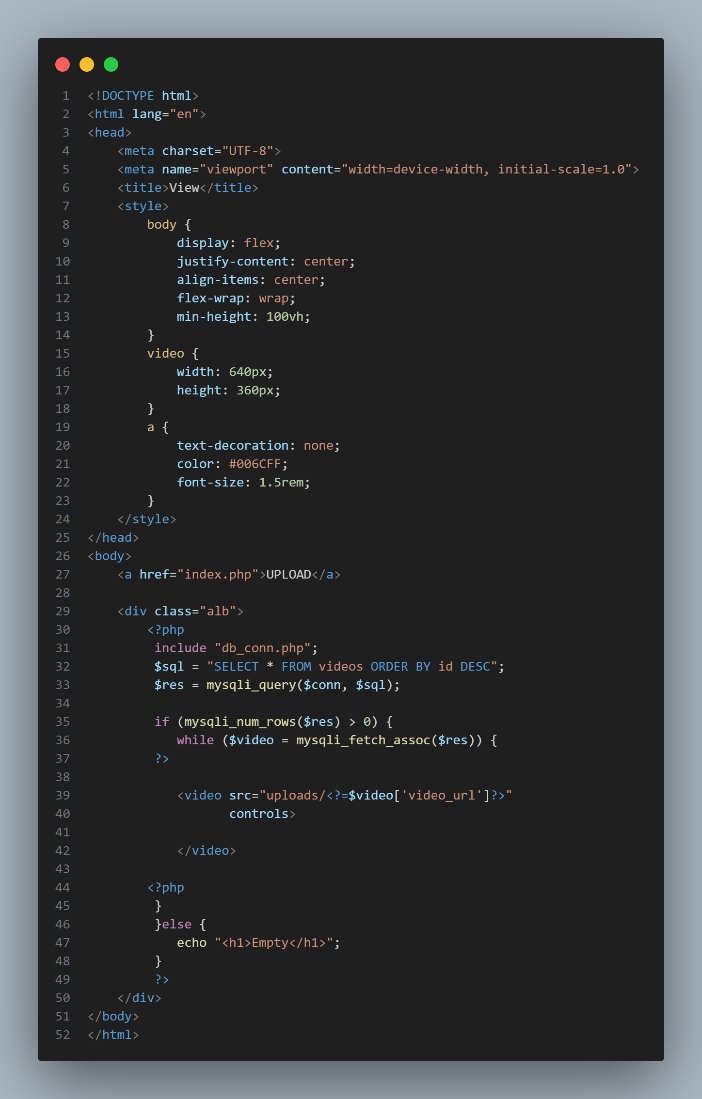 1 <!DOCTYPE html>
2 <html lang="en">
3 <head>
4     <meta charset="UTF-8">
5     <meta name="viewport" content="width=device-width, initial-scale=1.0">
6     <title>View</title>
7     <style>
8         body {
9             display: flex;
10             justify-content: center;
11             align-items: center;
12             flex-wrap: wrap;
13             min-height: 100vh;
14         }
15         video {
16             width: 640px;
17             height: 360px;
18         }
19         a {
20             text-decoration: none;
21             color: #006CFF;
22             font-size: 1.5rem;
23         }
24     </style>
25 </head>
26 <body>
27     <a href="index.php">UPLOAD</a>
28
29     <div class="alb">
30         <?php
31          include "db_conn.php";
32          $sql = "SELECT * FROM videos ORDER BY id DESC";
33          $res = mysqli_query($conn, $sql);
34
35          if (mysqli_num_rows($res) > 0) {
36             while ($video = mysqli_fetch_assoc($res)) {
37          ?>
38
39             <video src="uploads/<?=$video['video_url']?>"
40                    controls>
41
42             </video>
43
44         <?php
45          }
46          }else {
47             echo "<h1>Empty</h1>";
48          }
49          ?>
50     </div>
51 </body>
52 </html>